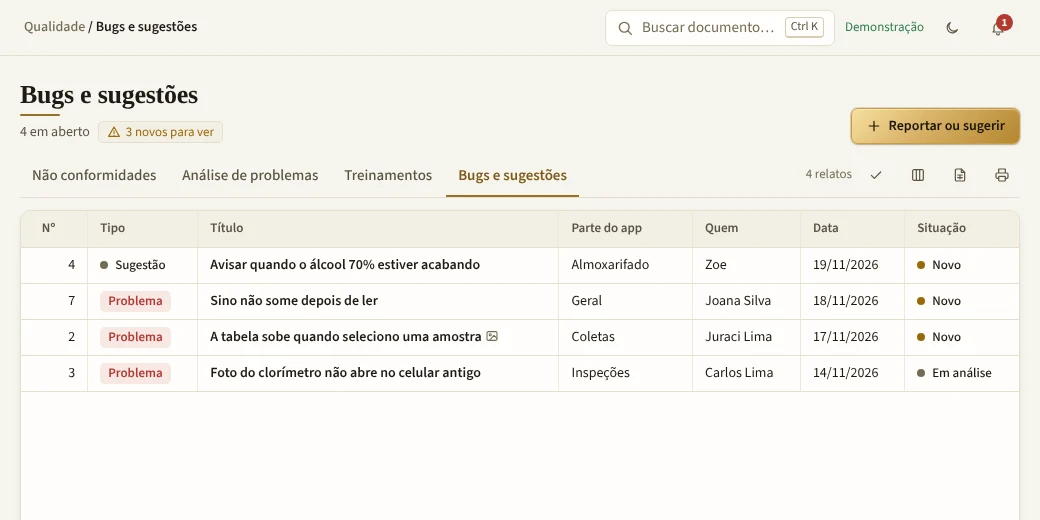 Qualidade / Bugs e sugestões
Buscar documento… Ctrl K
Demonstração
1
Bugs e sugestões
4 em aberto
3 novos para ver
+ Reportar ou sugerir
Não conformidades Análise de problemas Treinamentos Bugs e sugestões
4 relatos
Nº Tipo Título Parte do app Quem Data Situação
4 Sugestão Avisar quando o álcool 70% estiver acabando Almoxarifado Zoe 19/11/2026 Novo
7 Problema Sino não some depois de ler Geral Joana Silva 18/11/2026 Novo
2 Problema A tabela sobe quando seleciono uma amostra Coletas Juraci Lima 17/11/2026 Novo
3 Problema Foto do clorímetro não abre no celular antigo Inspeções Carlos Lima 14/11/2026 Em análise